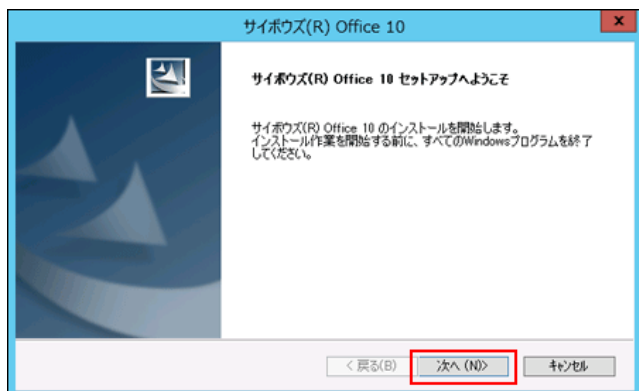 サイボウズ(R) Office 10
サイボウズ(R) Office 10 セットアップへようこそ
サイボウズ(R) Office 10 のインストールを開始します。
インストール作業を開始する前に、すべてのWindowsプログラムを終了
してください。
< 戻る(B)
次へ (N)>
キャンセル